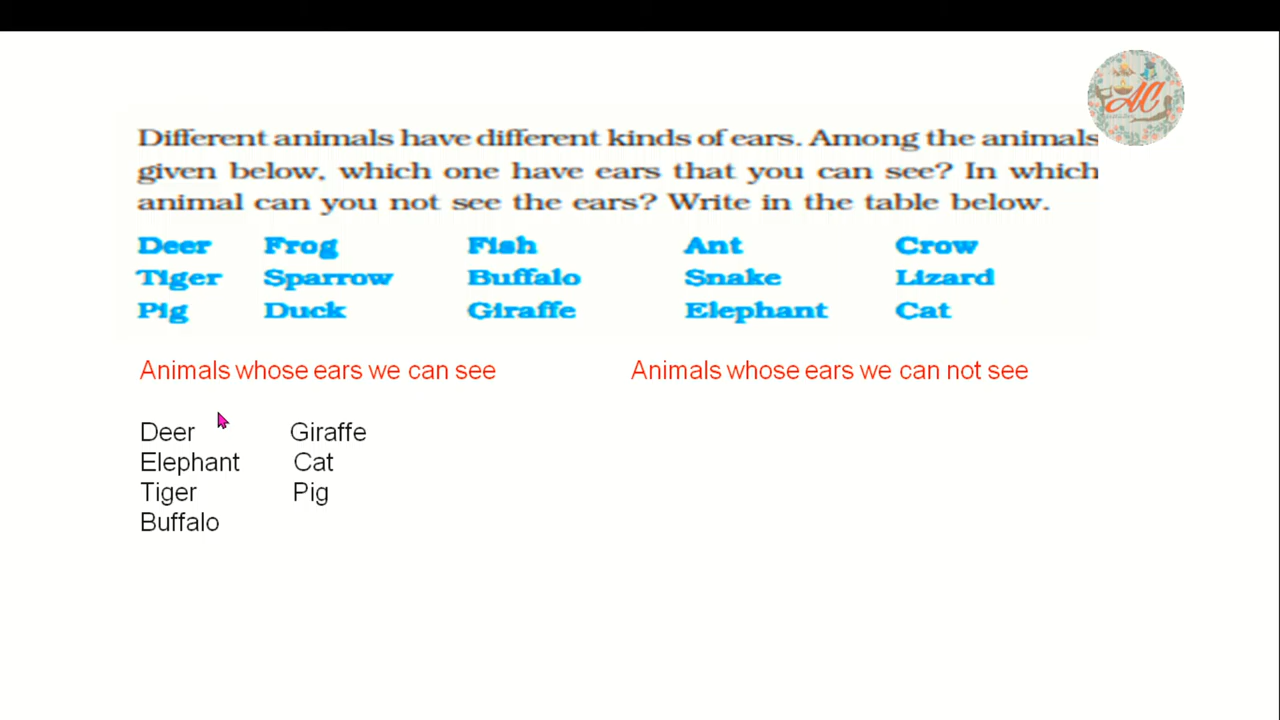 AC
Different animals have different kinds of ears. Among the animals
given below, which one have ears that you can see? In which
animal can you not see the ears? Write in the table below.
Deer Frog Fish Ant Crow
Tiger Sparrow Buffalo Snake Lizard
Pig Duck Giraffe Elephant Cat
Animals whose ears we can see Animals whose ears we can not see
Deer Giraffe
Elephant Cat
Tiger Pig
Buffalo